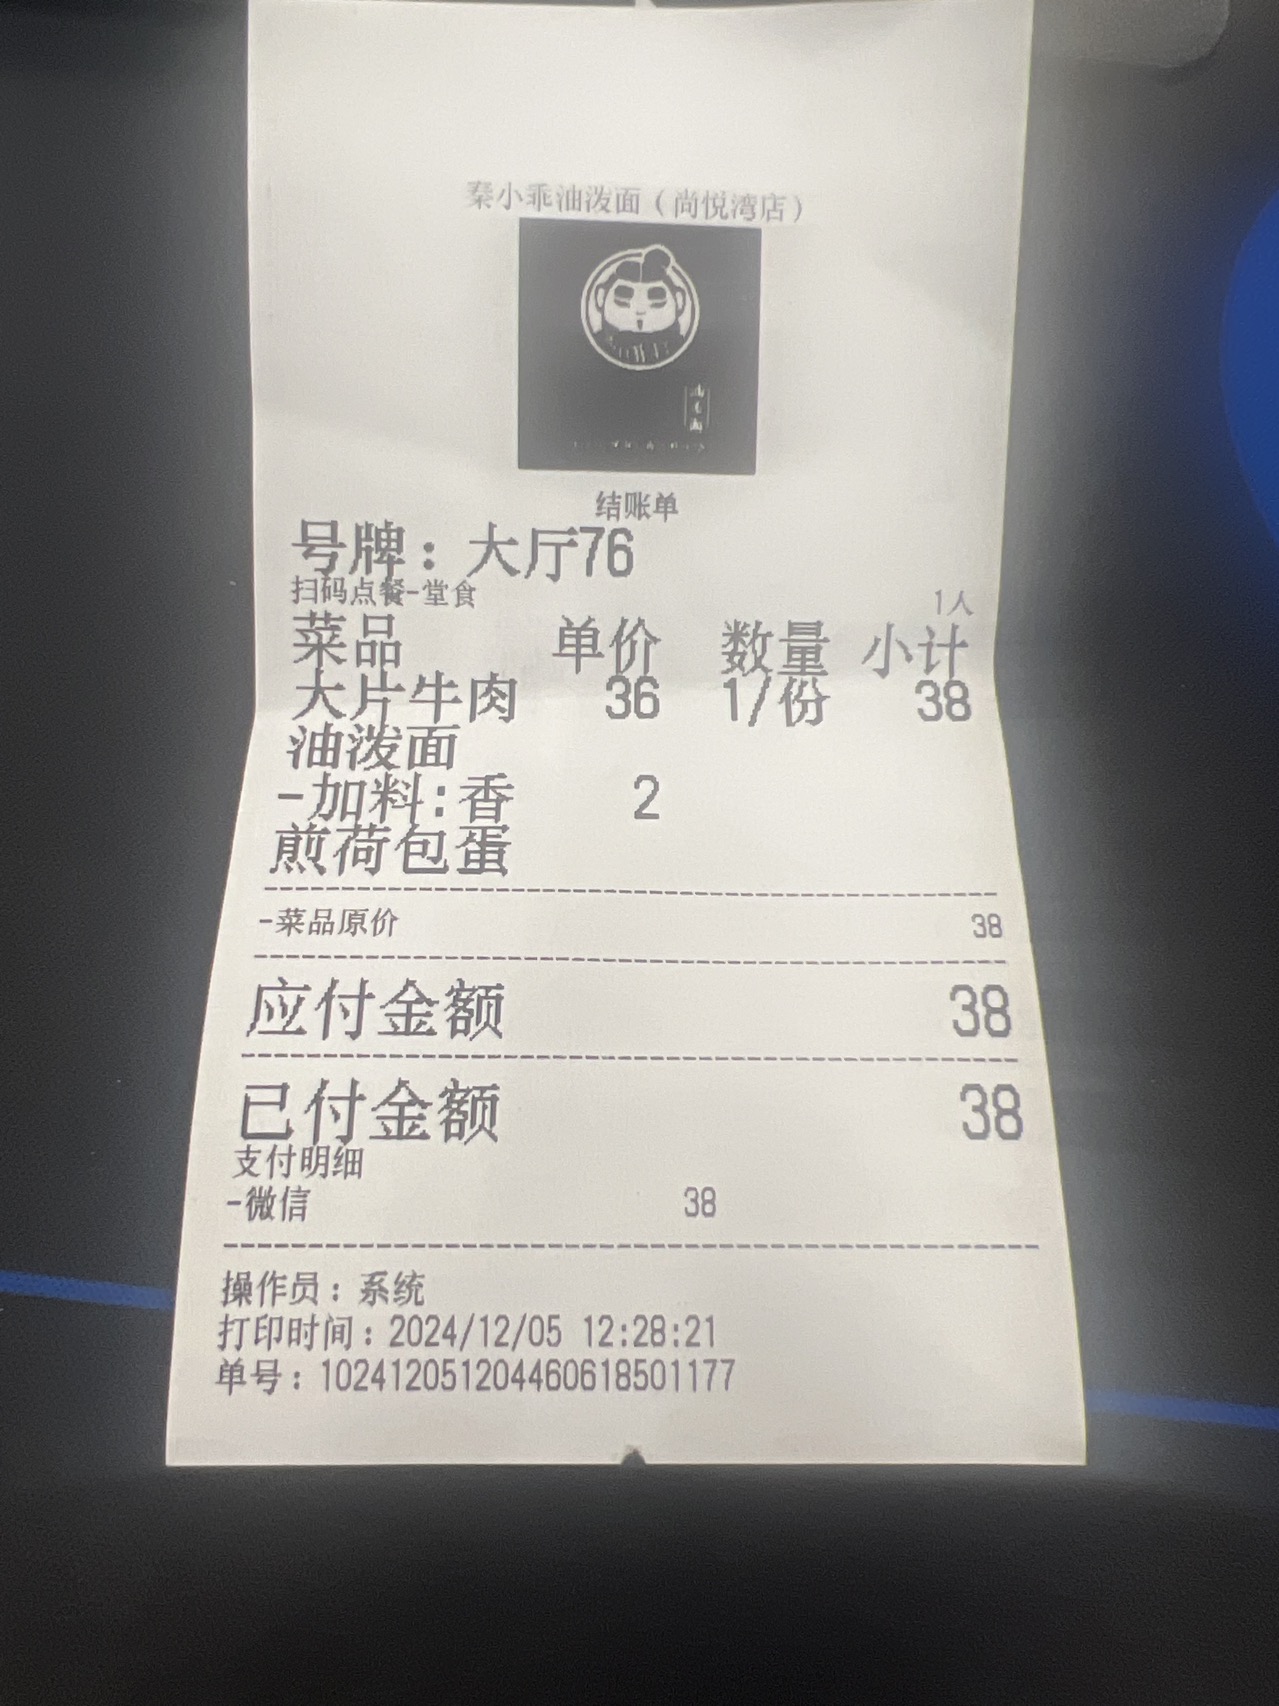 秦小乖油泼面（尚悦湾店）
结账单
号牌：大厅76
扫码点餐-堂食 1人
菜品 单价 数量 小计
大片牛肉 36 1/份 38
油泼面
-加料:香 2
煎荷包蛋
-菜品原价 38
应付金额 38
已付金额 38
支付明细
-微信 38
操作员：系统
打印时间：2024/12/05 12:28:21
单号：102412051204460618501177